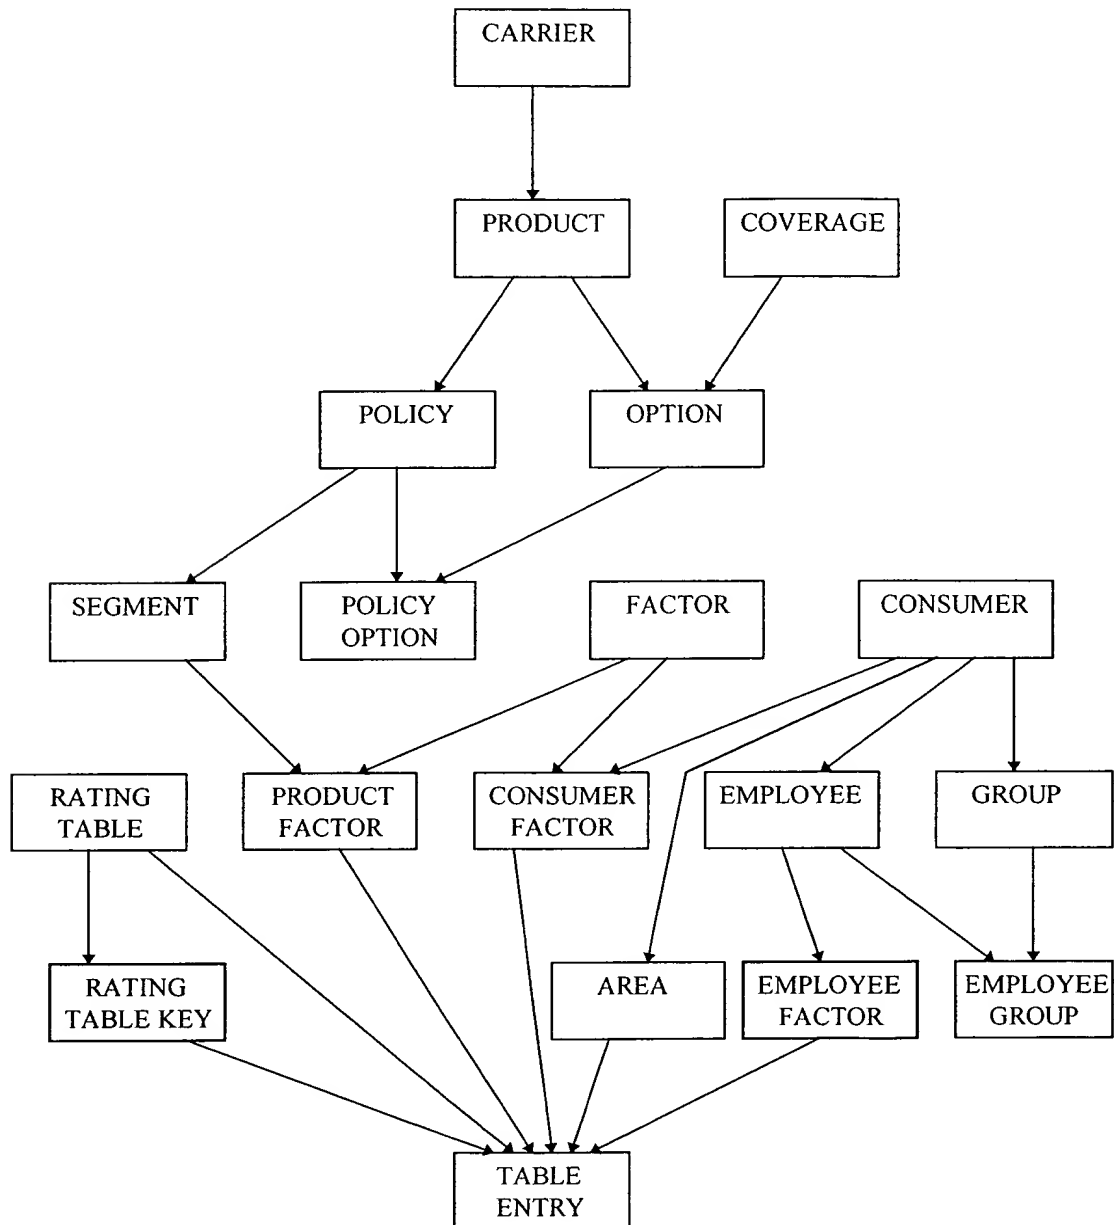 CARRIER
PRODUCT
COVERAGE
POLICY
OPTION
SEGMENT
POLICY
OPTION
FACTOR
CONSUMER
RATING
TABLE
PRODUCT
FACTOR
CONSUMER
FACTOR
EMPLOYEE
GROUP
RATING
TABLE KEY
AREA
EMPLOYEE
FACTOR
EMPLOYEE
GROUP
TABLE
ENTRY